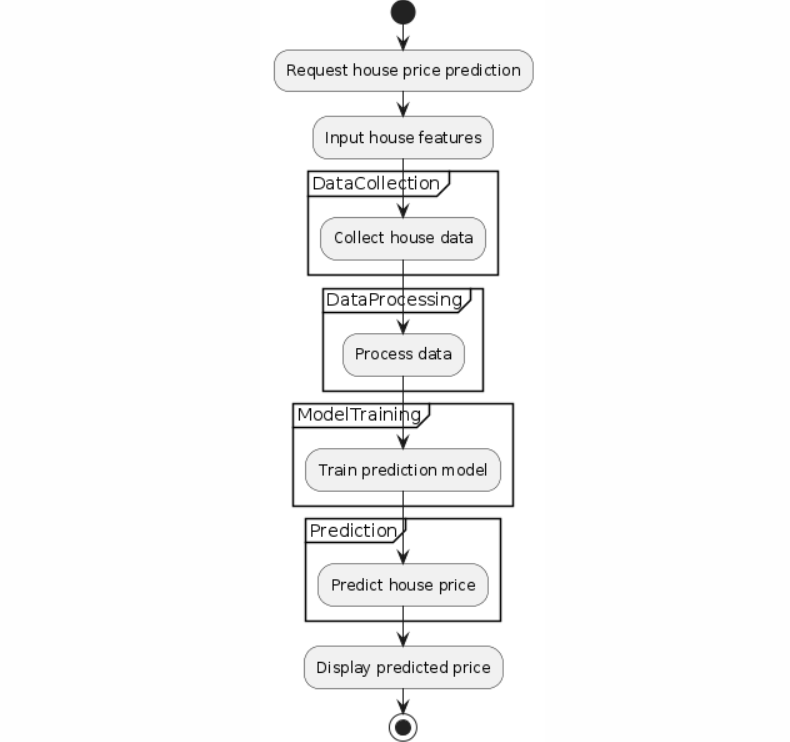 Request house price prediction
Input house features
DataCollection
Collect house data
DataProcessing
Process data
ModelTraining
Train prediction model
Prediction
Predict house price
Display predicted price